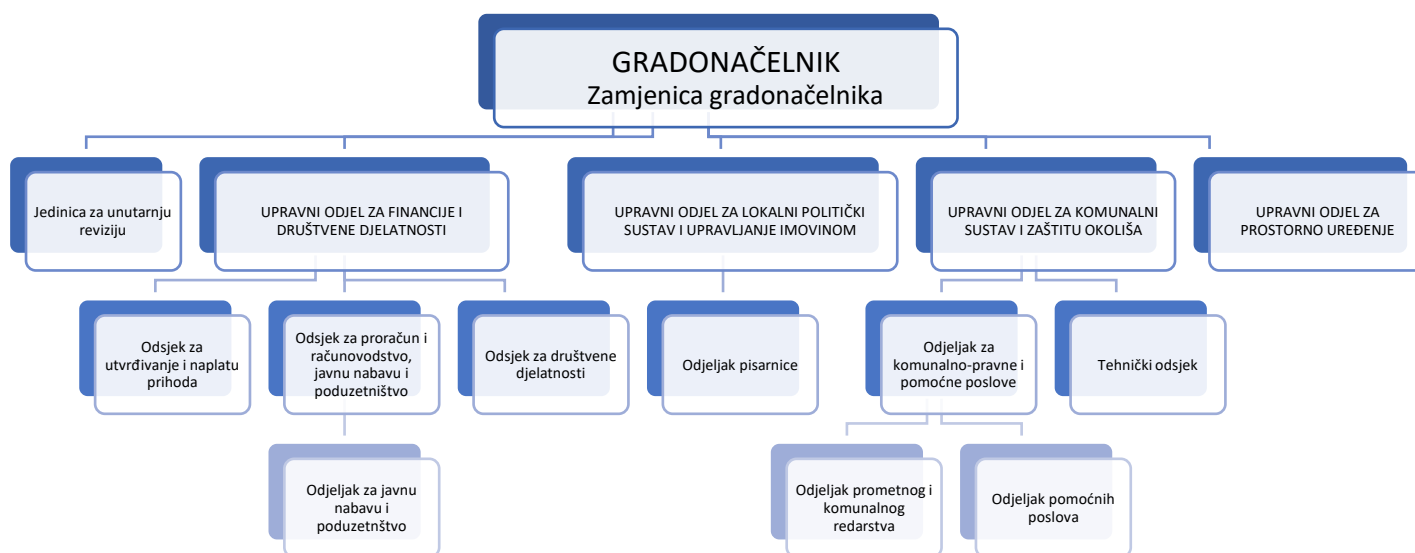 GRADONAČELNIK
Zamjenica gradonačelnika
Jedinica za unutarnju
reviziju
UPRAVNI ODJEL ZA FINANCIJE I
DRUŠTVENE DJELATNOSTI
UPRAVNI ODJEL ZA LOKALNI POLITIČKI
SUSTAV I UPRAVLJANJE IMOVINOM
UPRAVNI ODJEL ZA KOMUNALNI
SUSTAV I ZAŠTITU OKOLIŠA
UPRAVNI ODJEL ZA
PROSTORNO UREĐENJE
Odsjek za
utvrđivanje i naplatu
prihoda
Odsjek za proračun i
računovodstvo,
javnu nabavu i
poduzetništvo
Odsjek za društvene
djelatnosti
Odjeljak pisarnice
Odjeljak za
komunalno-pravne i
pomoćne poslove
Tehnički odsjek
Odjeljak za javnu
nabavu i
poduzetnštvo
Odjeljak prometnog i
komunalnog
redarstva
Odjeljak pomoćnih
poslova